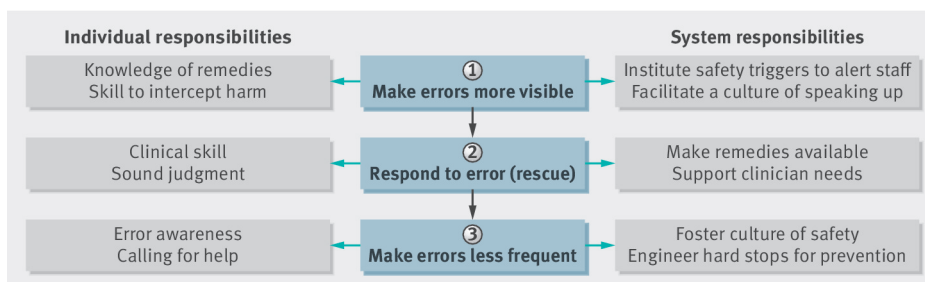 Individual responsibilities
System responsibilities
Knowledge of remedies
Skill to intercept harm
1
Make errors more visible
Institute safety triggers to alert staff
Facilitate a culture of speaking up
Clinical skill
Sound judgment
2
Respond to error (rescue)
Make remedies available
Support clinician needs
Error awareness
Calling for help
3
Make errors less frequent
Foster culture of safety
Engineer hard stops for prevention